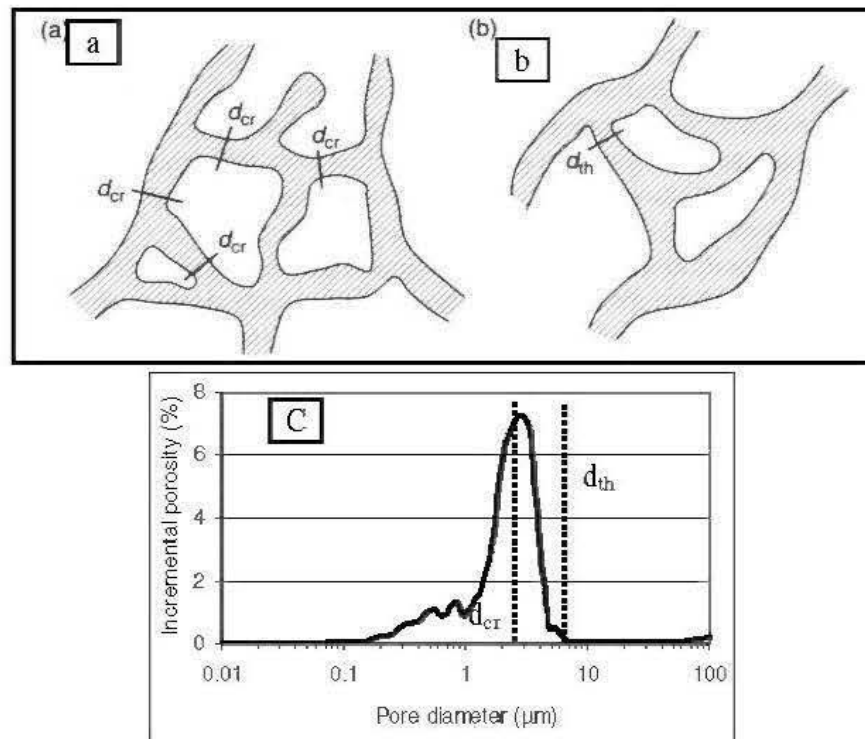 (a) a
(b) b
d_cr
d_cr
d_cr
d_cr
d_th
C
Incremental porosity (%)
8
6
4
2
0
d_th
d_cr
0.01 0.1 1 10 100
Pore diameter (µm)